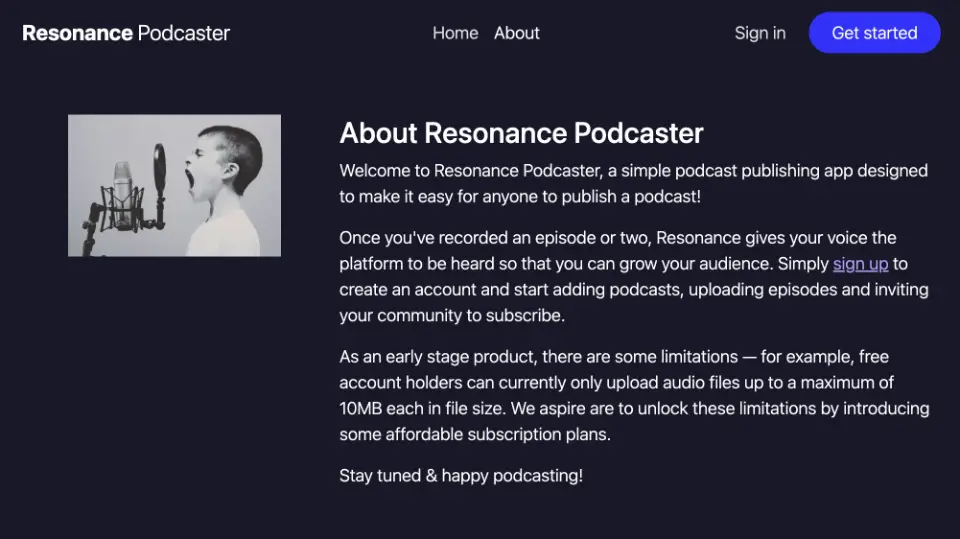 Resonance Podcaster
Home About
Sign in
Get started
About Resonance Podcaster
Welcome to Resonance Podcaster, a simple podcast publishing app designed
to make it easy for anyone to publish a podcast!
Once you've recorded an episode or two, Resonance gives your voice the
platform to be heard so that you can grow your audience. Simply sign up to
create an account and start adding podcasts, uploading episodes and inviting
your community to subscribe.
As an early stage product, there are some limitations — for example, free
account holders can currently only upload audio files up to a maximum of
10MB each in file size. We aspire are to unlock these limitations by introducing
some affordable subscription plans.
Stay tuned & happy podcasting!